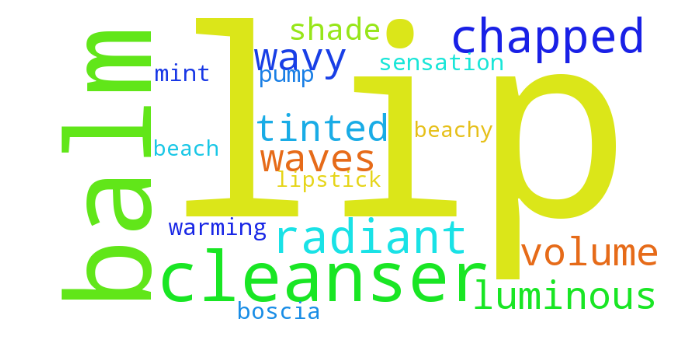 lip
balm
chapped
shade
wavy
sensation
mint
pump
tinted
beachy
beach
waves
lipstick
warming
radiant
volume
cleanser
luminous
boscia